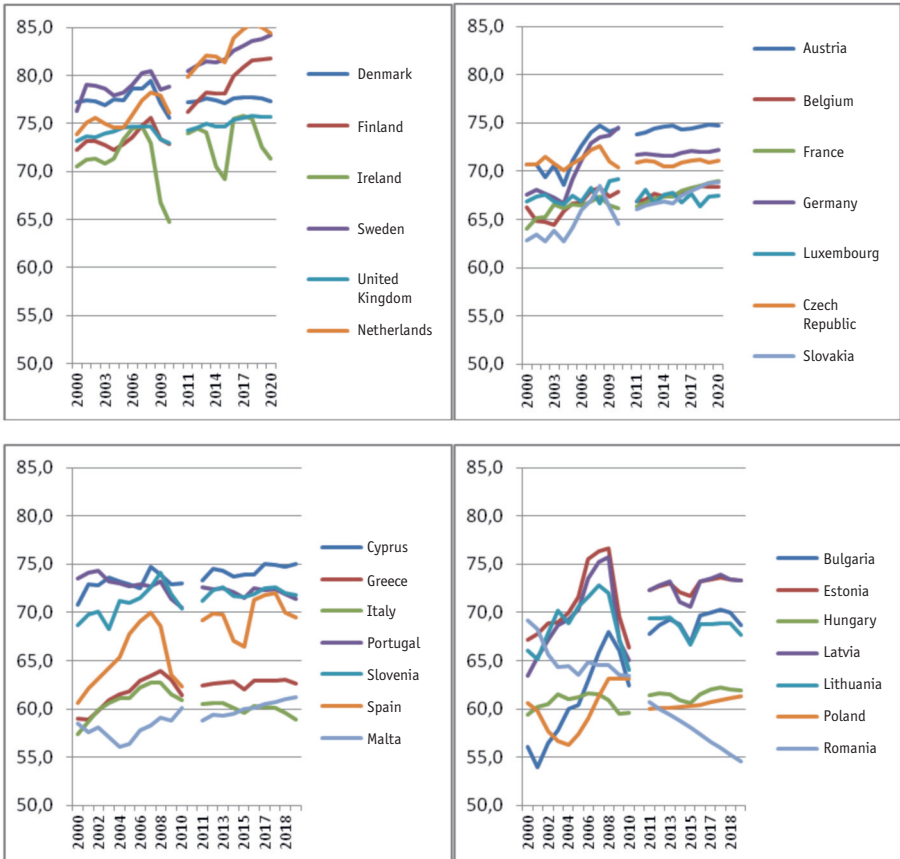 85,0
80,0
75,0
70,0
65,0
60,0
55,0
50,0
2000
2003
2006
2009
2011
2014
2017
2020
Denmark
Finland
Ireland
Sweden
United
Kingdom
Netherlands
85,0
80,0
75,0
70,0
65,0
60,0
55,0
50,0
2000
2003
2006
2009
2011
2014
2017
2020
Austria
Belgium
France
Germany
Luxembourg
Czech
Republic
Slovakia
85,0
80,0
75,0
70,0
65,0
60,0
55,0
50,0
2000
2002
2004
2006
2008
2010
2011
2013
2015
2017
2018
Cyprus
Greece
Italy
Portugal
Slovenia
Spain
Malta
85,0
80,0
75,0
70,0
65,0
60,0
55,0
50,0
2000
2002
2004
2006
2008
2010
2011
2013
2015
2017
2018
Bulgaria
Estonia
Hungary
Latvia
Lithuania
Poland
Romania